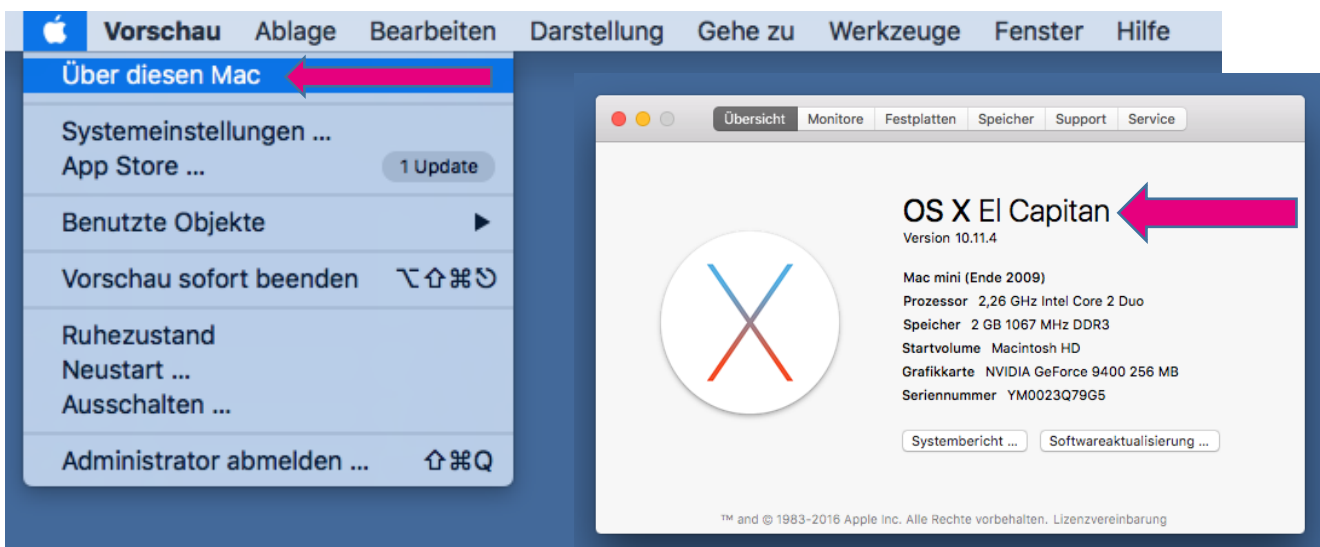 Vorschau Ablage Bearbeiten Darstellung Gehe zu Werkzeuge Fenster Hilfe
Über diesen Mac
Systemeinstellungen ...
App Store ... 1 Update
Benutzte Objekte
Vorschau sofort beenden ⌥⇧⌘⎋
Ruhezustand
Neustart ...
Ausschalten ...
Administrator abmelden ... ⇧⌘Q
Übersicht Monitore Festplatten Speicher Support Service
OS X El Capitan
Version 10.11.4
Mac mini (Ende 2009)
Prozessor 2,26 GHz Intel Core 2 Duo
Speicher 2 GB 1067 MHz DDR3
Startvolume Macintosh HD
Grafikkarte NVIDIA GeForce 9400 256 MB
Seriennummer YM0023Q79G5
Systembericht ... Softwareaktualisierung ...
™ and © 1983-2016 Apple Inc. Alle Rechte vorbehalten. Lizenzvereinbarung